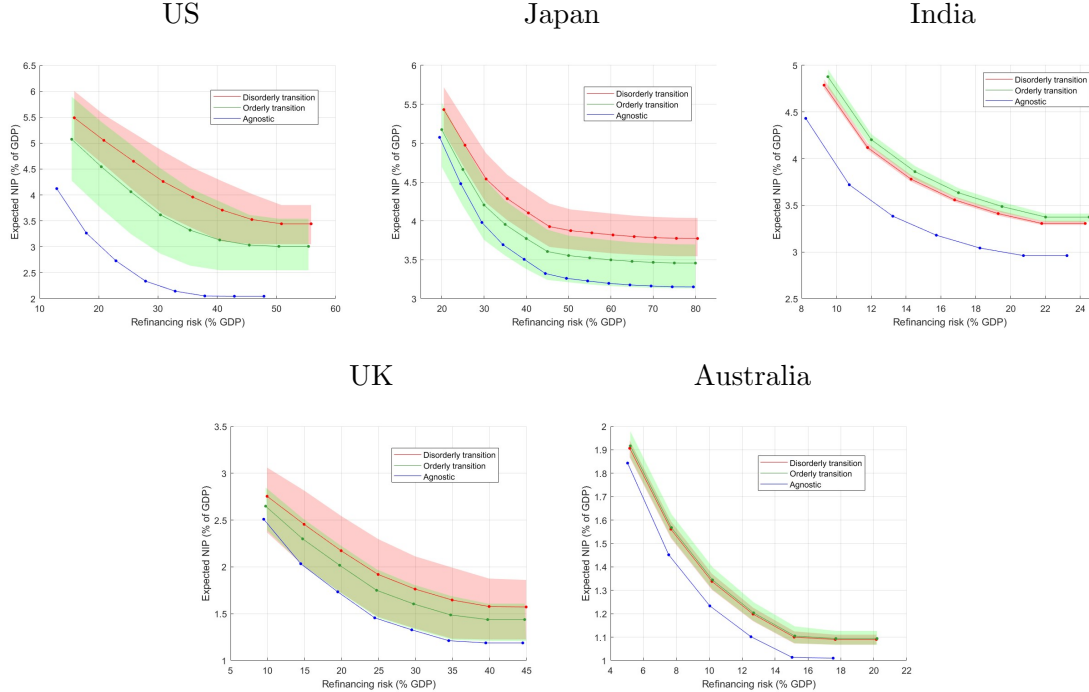 US
6.5
6
5.5
5
4.5
4
3.5
3
2.5
2
Expected NIP (% of GDP)
Disorderly transition
Orderly transition
Agnostic
10 20 30 40 50 60
Refinancing risk (% GDP)
Japan
6
5.5
5
4.5
4
3.5
3
Expected NIP (% of GDP)
Disorderly transition
Orderly transition
Agnostic
20 30 40 50 60 70 80
Refinancing risk (% GDP)
India
5
4.5
4
3.5
3
2.5
Expected NIP (% of GDP)
Disorderly transition
Orderly transition
Agnostic
8 10 12 14 16 18 20 22 24
Refinancing risk (% GDP)
UK
3.5
3
2.5
2
1.5
1
Expected NIP (% of GDP)
Disorderly transition
Orderly transition
Agnostic
5 10 15 20 25 30 35 40 45
Refinancing risk (% GDP)
Australia
2
1.9
1.8
1.7
1.6
1.5
1.4
1.3
1.2
1.1
1
Expected NIP (% of GDP)
Disorderly transition
Orderly transition
Agnostic
4 6 8 10 12 14 16 18 20 22
Refinancing risk (% GDP)